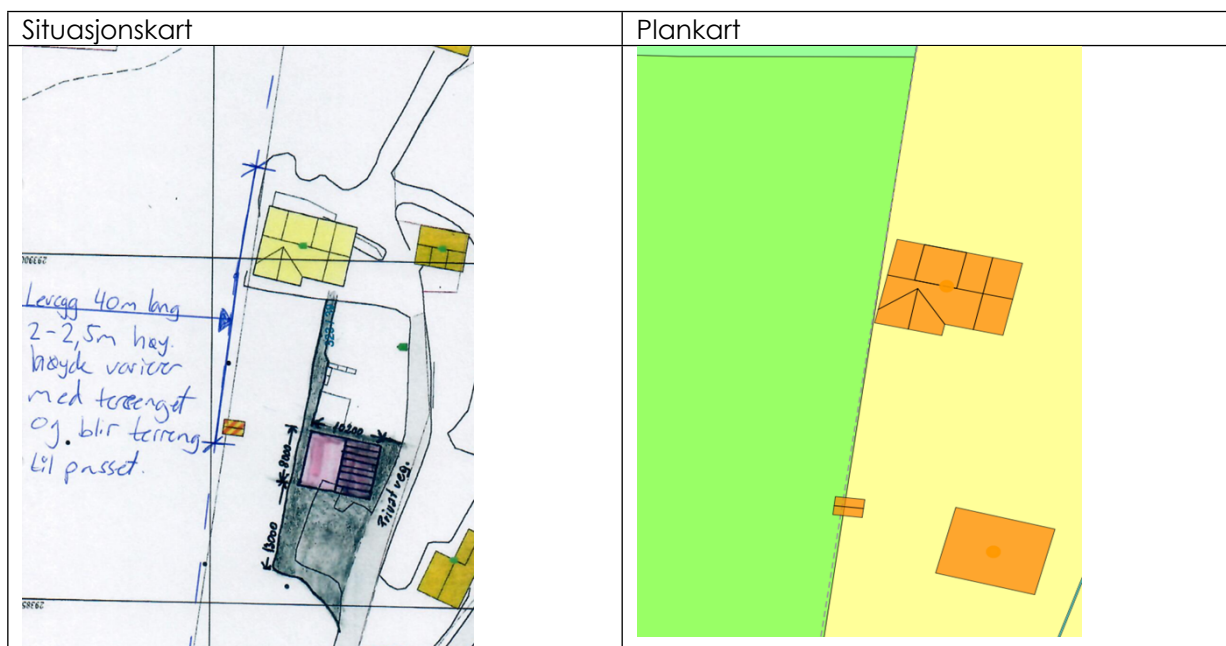 Situasjonskart
Plankart
Levegg 40m lang
2-2,5m høy.
høyde varierer
med terrenget
og blir terreng
til passet.
10200
8000
13000
Privat veg.